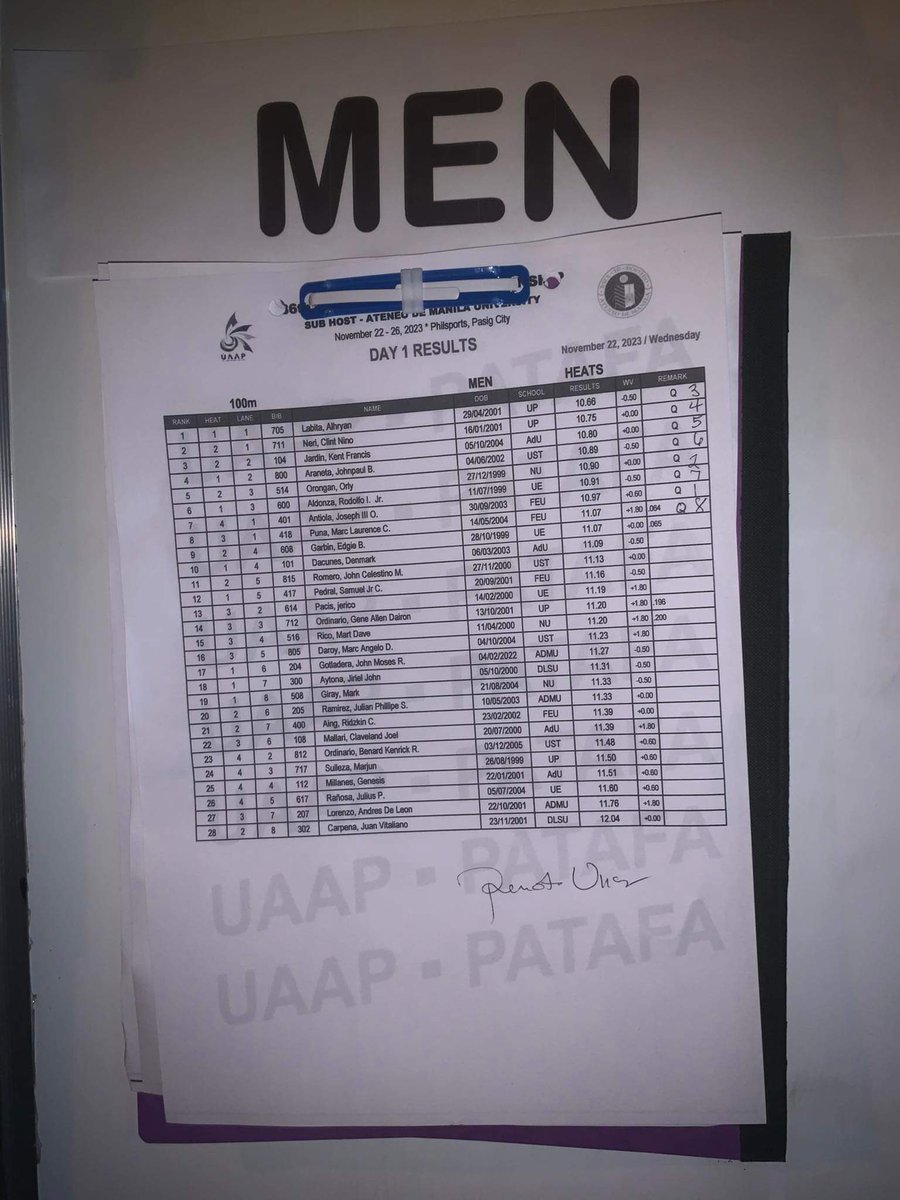 MEN
SUB HOST - ATENEO DE MANILA UNIVERSITY
November 22 - 26, 2023 * Philsports, Pasig City
UAAP
DAY 1 RESULTS
November 22, 2023 / Wednesday
100m MEN HEATS
RANK HEAT LANE BIB NAME DOB SCHOOL RESULTS WV REMARK
1 1 1 705 Labita, Alhryan 29/04/2001 UP 10.66 -0.50 Q 3
2 2 1 711 Neri, Clint Nino 16/01/2001 UP 10.75 +0.00 Q 4
3 2 2 104 Jardin, Kent Francis 05/10/2004 AdU 10.80 +0.00 Q 5
4 1 2 800 Araneta, Johnpaul B. 04/06/2002 UST 10.89 -0.50 Q 6
5 2 3 514 Orongan, Orly 27/12/1999 NU 10.90 +0.00 Q 2
6 1 3 600 Aldonza, Rodolfo I. Jr. 11/07/1999 UE 10.91 -0.50 Q 7
7 4 1 401 Antiola, Joseph III O. 30/09/2003 FEU 10.97 +0.60 Q 1
8 3 1 418 Puna, Marc Laurence C. 14/05/2004 FEU 11.07 +1.80 .064 Q 8
9 2 4 608 Garbin, Edgie B. 28/10/1999 UE 11.07 +0.00 .065
10 1 4 101 Dacunes, Denmark 06/03/2003 AdU 11.09 -0.50
11 2 5 815 Romero, John Celestino M. 27/11/2000 UST 11.13 +0.00
12 1 5 417 Pedral, Samuel Jr C. 20/09/2001 FEU 11.16 -0.50
13 3 2 614 Pacis, jerico 14/02/2000 UE 11.19 +1.80
14 3 3 712 Ordinario, Gene Allen Dairon 13/10/2001 UP 11.20 +1.80 .196
15 3 4 516 Rico, Mart Dave 11/04/2000 NU 11.20 +1.80 .200
16 3 5 805 Daroy, Marc Angelo D. 04/10/2004 UST 11.23 +1.80
17 1 6 204 Gotladera, John Moses R. 04/02/2022 ADMU 11.27 -0.50
18 1 7 300 Aytona, Jiriel John 05/10/2000 DLSU 11.31 -0.50
19 1 8 508 Giray, Mark 21/08/2004 NU 11.33 -0.50
20 2 6 205 Ramirez, Julian Phillipe S. 10/05/2003 ADMU 11.33 +0.00
21 2 7 400 Aing, Ridzkin C. 23/02/2002 FEU 11.39 +0.00
22 3 6 108 Mallari, Claveland Joel 20/07/2000 AdU 11.39 +1.80
23 4 2 812 Ordinario, Benard Kenrick R. 03/12/2005 UST 11.48 +0.60
24 4 3 717 Sulleza, Marjun 26/08/1999 UP 11.50 +0.60
25 4 4 112 Millanes, Genesis 22/01/2001 AdU 11.51 +0.60
26 4 5 617 Rañosa, Julius P. 05/07/2004 UE 11.60 +0.60
27 3 7 207 Lorenzo, Andres De Leon 22/10/2001 ADMU 11.76 +1.80
28 2 8 302 Carpena, Juan Vitaliano 23/11/2001 DLSU 12.04 +0.00
UAAP ▪ PATAFA
UAAP ▪ PATAFA